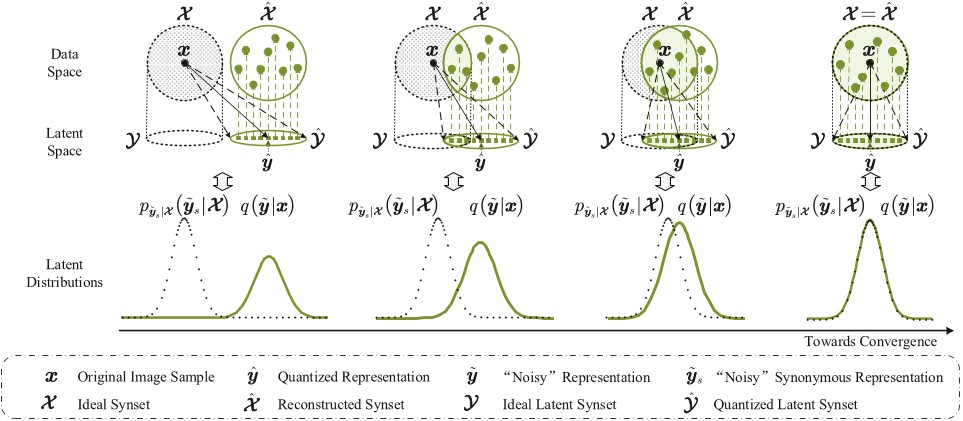 𝓧 𝓧̂ 𝓧 𝓧̂ 𝓧 𝓧̂ 𝓧 = 𝓧̂
Data
Space
x x x x
Latent
Space
𝓨 𝓨̂ 𝓨 𝓨̂ 𝓨 𝓨̂ 𝓨 𝓨̂
ŷ ŷ ŷ ŷ
p_{ỹ_s|𝓧}(ỹ_s|𝓧) q(ỹ|x) p_{ỹ_s|𝓧}(ỹ_s|𝓧) q(ỹ|x) p_{ỹ_s|𝓧}(ỹ_s|𝓧) q(ỹ|x) p_{ỹ_s|𝓧}(ỹ_s|𝓧) q(ỹ|x)
Latent
Distributions
Towards Convergence
x Original Image Sample ŷ Quantized Representation ỹ “Noisy” Representation ỹ_s “Noisy” Synonymous Representation
𝓧 Ideal Synset 𝓧̂ Reconstructed Synset 𝓨 Ideal Latent Synset 𝓨̂ Quantized Latent Synset